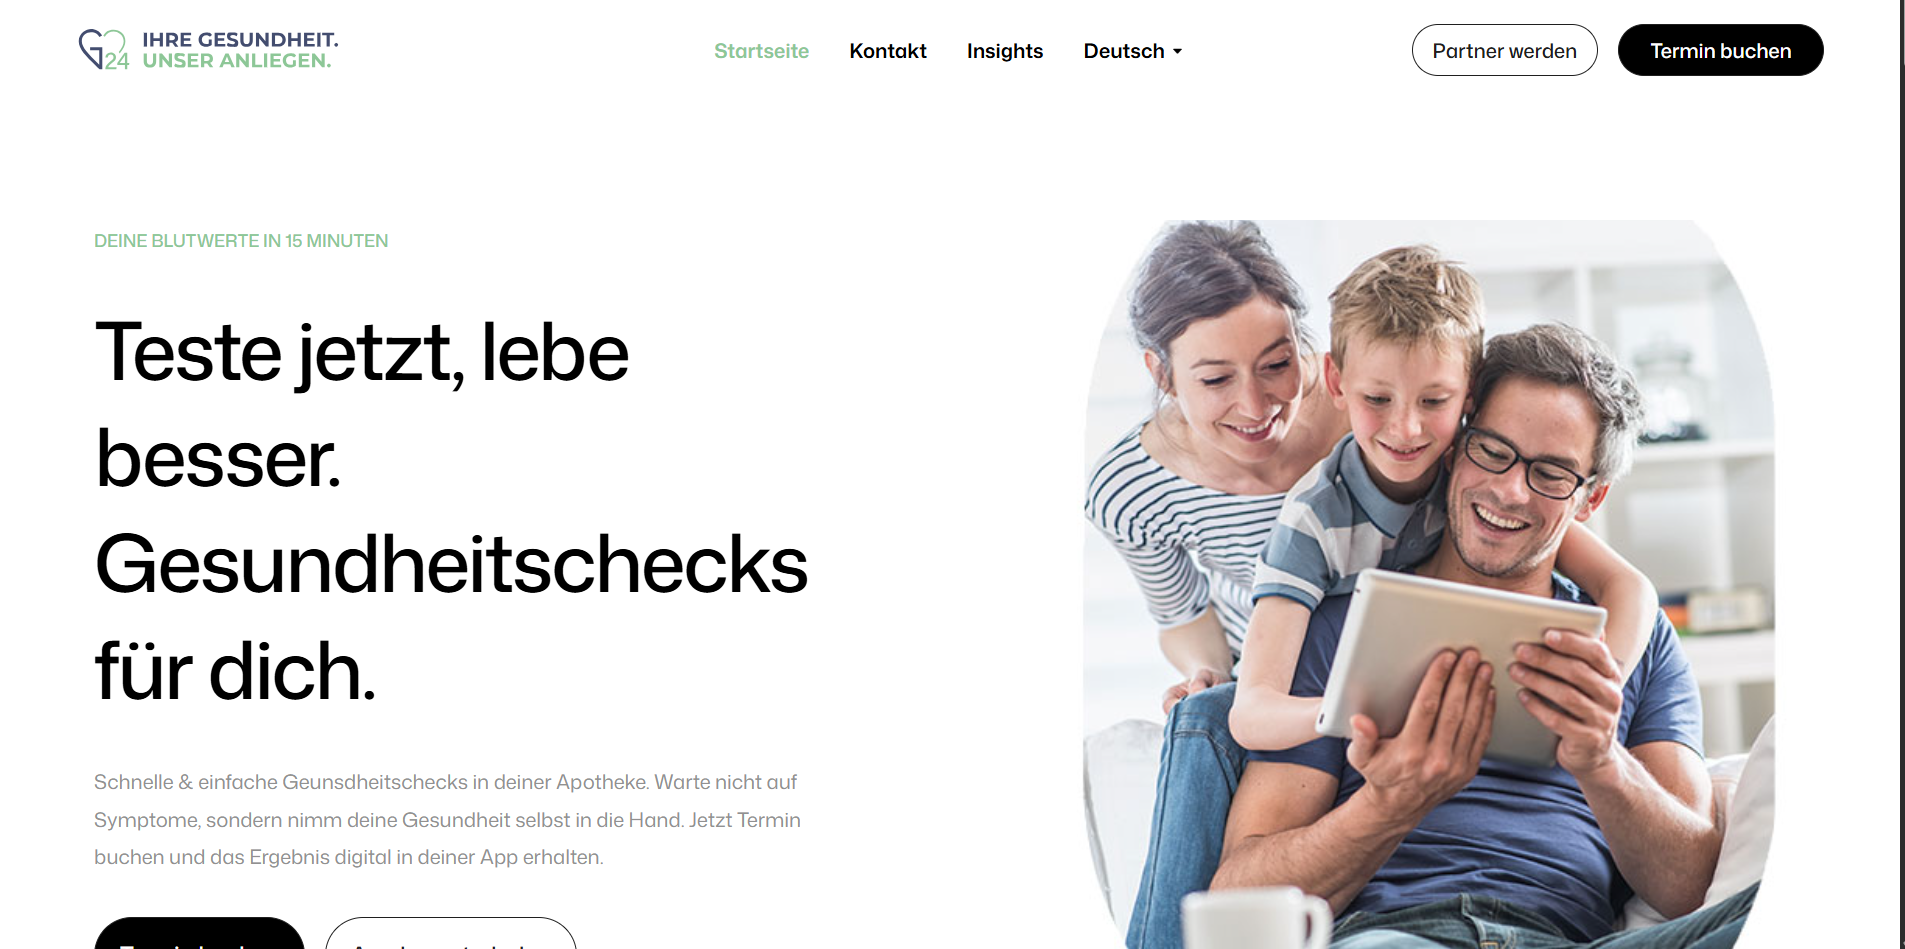 G24 IHRE GESUNDHEIT.
UNSER ANLIEGEN.
Startseite Kontakt Insights Deutsch Partner werden Termin buchen
DEINE BLUTWERTE IN 15 MINUTEN
Teste jetzt, lebe
besser.
Gesundheitschecks
für dich.
Schnelle & einfache Geunsdheitschecks in deiner Apotheke. Warte nicht auf
Symptome, sondern nimm deine Gesundheit selbst in die Hand. Jetzt Termin
buchen und das Ergebnis digital in deiner App erhalten.